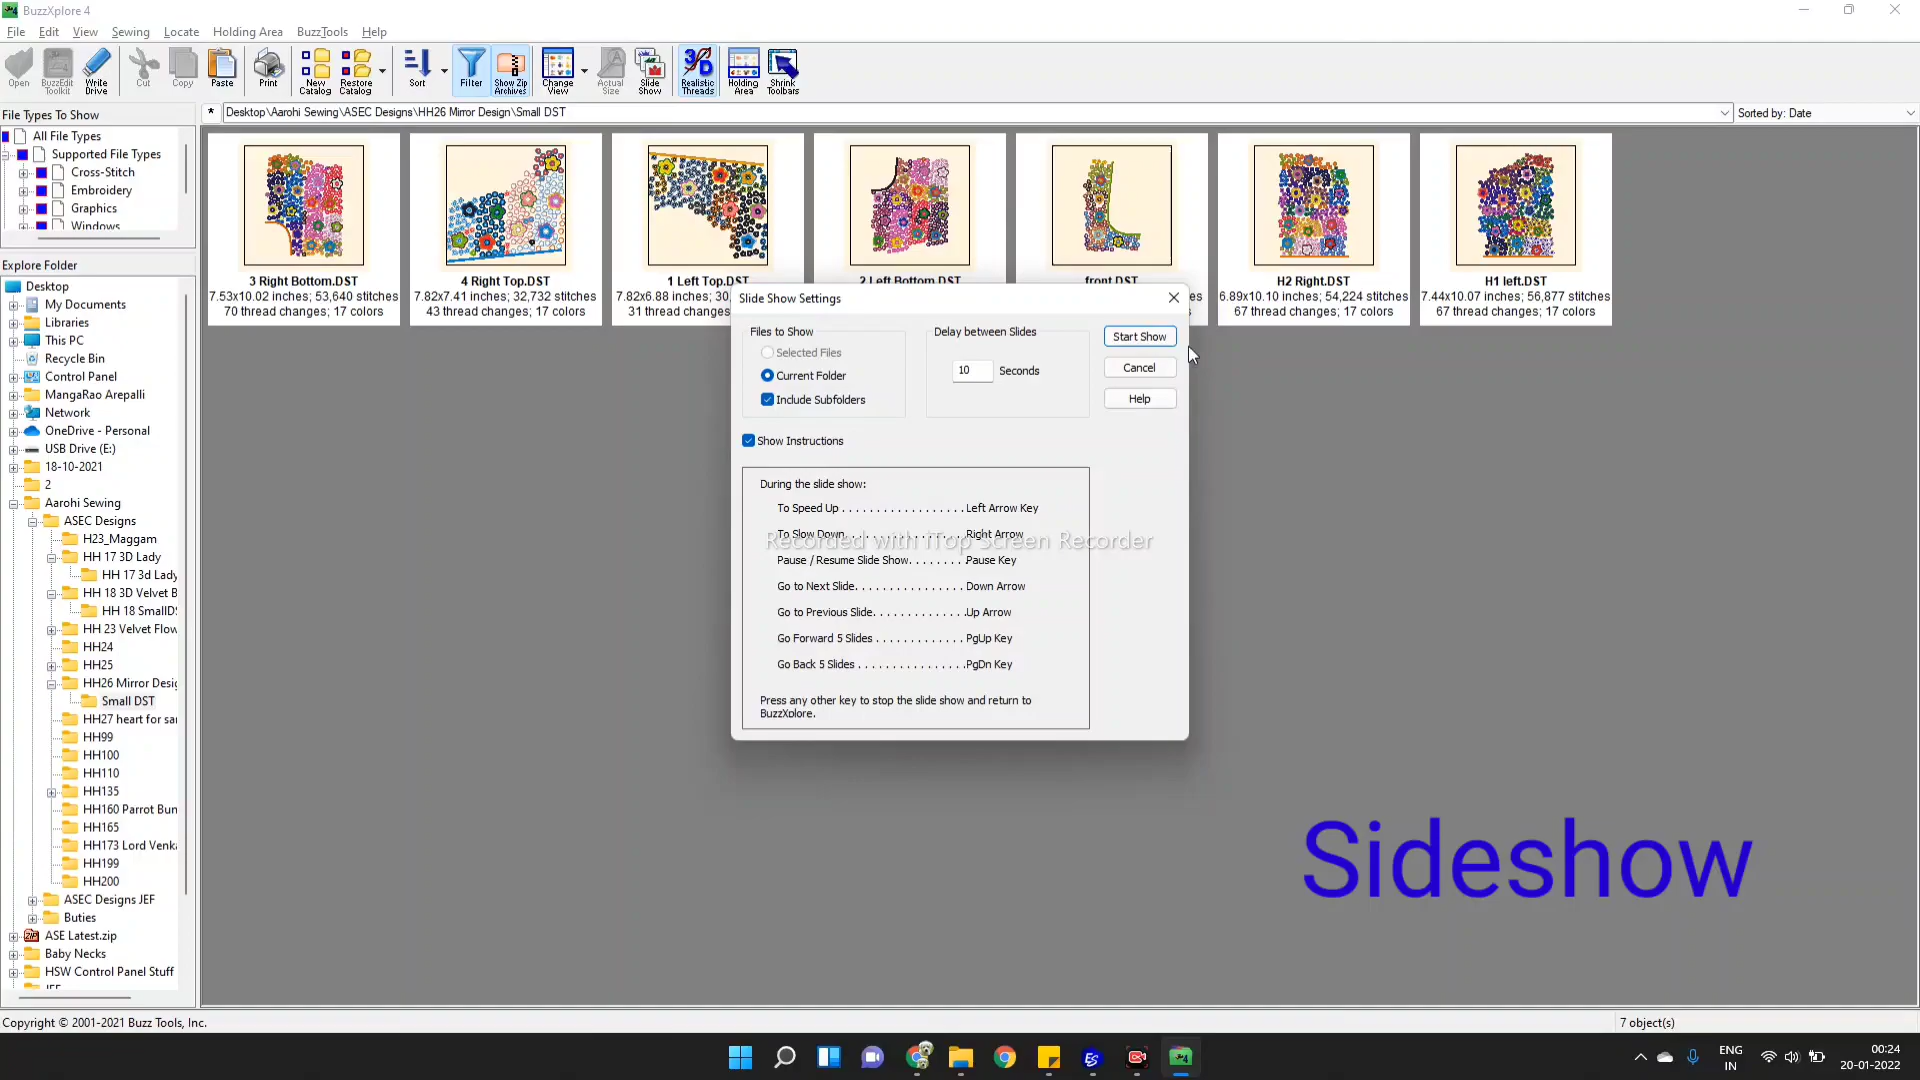 BuzzXplore 4
File Edit View Sewing Locate Holding Area BuzzTools Help
Open BuzzEdit Toolkit Write Drive Cut Copy Paste Print New Catalog Restore Catalog Sort Filter Show Zip Archives Change View Actual Size Slide Show Realistic Threads Holding Area Shrink Toolbars
File Types To Show
* Desktop\Aarohi Sewing\ASEC Designs\HH26 Mirror Design\Small DST
Sorted by: Date
All File Types
Supported File Types
Cross-Stitch
Embroidery
Graphics
Windows
Explore Folder
Desktop
My Documents
Libraries
This PC
Recycle Bin
Control Panel
MangaRao Arepalli
Network
OneDrive - Personal
USB Drive (E:)
18-10-2021
2
Aarohi Sewing
ASEC Designs
H23_Maggam
HH 17 3D Lady
HH 17 3d Lady
HH 18 3D Velvet B
HH 18 SmallD
HH 23 Velvet Flow
HH24
HH25
HH26 Mirror Desig
Small DST
HH27 heart for sar
HH99
HH100
HH110
HH135
HH160 Parrot Bun
HH165
HH173 Lord Venka
HH199
HH200
ASEC Designs JEF
Buties
ASE Latest.zip
Baby Necks
HSW Control Panel Stuff
JEF
3 Right Bottom.DST
7.53x10.02 inches; 53,640 stitches
70 thread changes; 17 colors
4 Right Top.DST
7.82x7.41 inches; 32,732 stitches
43 thread changes; 17 colors
1 Left Top.DST
7.82x6.88 inches; 30,
31 thread changes
2 Left Bottom.DST
front.DST
es
s
H2 Right.DST
6.89x10.10 inches; 54,224 stitches
67 thread changes; 17 colors
H1 left.DST
7.44x10.07 inches; 56,877 stitches
67 thread changes; 17 colors
Slide Show Settings
Files to Show
Selected Files
Current Folder
Include Subfolders
Delay between Slides
10 Seconds
Start Show
Cancel
Help
Show Instructions
During the slide show:
To Speed Up . . . . . . . . . . . . . . . . . . Left Arrow Key
To Slow Down. . . . . . . . . . . . . . . . . Right Arrow
Recorded with iTop Screen Recorder
Pause / Resume Slide Show. . . . . . . . Pause Key
Go to Next Slide. . . . . . . . . . . . . . . . Down Arrow
Go to Previous Slide. . . . . . . . . . . . . .Up Arrow
Go Forward 5 Slides . . . . . . . . . . . . . PgUp Key
Go Back 5 Slides . . . . . . . . . . . . . . . .PgDn Key
Press any other key to stop the slide show and return to
BuzzXplore.
Sideshow
Copyright © 2001-2021 Buzz Tools, Inc.
7 object(s)
ENG
IN
00:24
20-01-2022